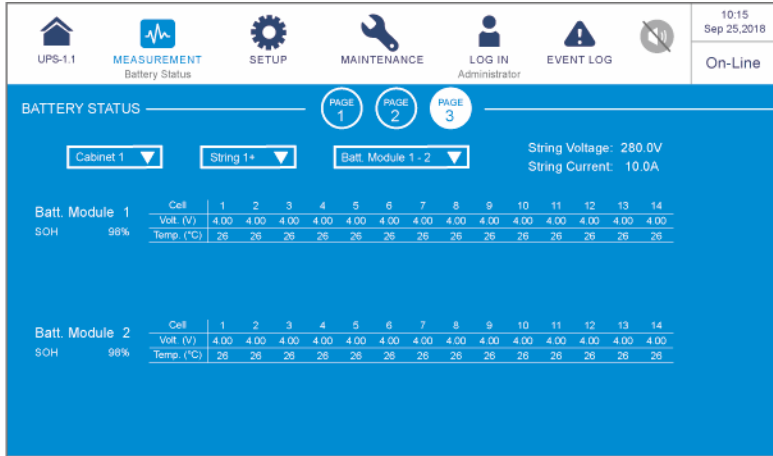 10:15
Sep 25,2018
UPS-1.1 MEASUREMENT SETUP MAINTENANCE LOG IN EVENT LOG
Battery Status Administrator
On-Line
BATTERY STATUS PAGE 1 PAGE 2 PAGE 3
Cabinet 1 String 1+ Batt. Module 1 - 2
String Voltage: 280.0V
String Current: 10.0A
Batt. Module 1
SOH 98%
Cell 1 2 3 4 5 6 7 8 9 10 11 12 13 14
Volt. (V) 4.00 4.00 4.00 4.00 4.00 4.00 4.00 4.00 4.00 4.00 4.00 4.00 4.00 4.00
Temp. (°C) 26 26 26 26 26 26 26 26 26 26 26 26 26 26
Batt. Module 2
SOH 98%
Cell 1 2 3 4 5 6 7 8 9 10 11 12 13 14
Volt. (V) 4.00 4.00 4.00 4.00 4.00 4.00 4.00 4.00 4.00 4.00 4.00 4.00 4.00 4.00
Temp. (°C) 26 26 26 26 26 26 26 26 26 26 26 26 26 26